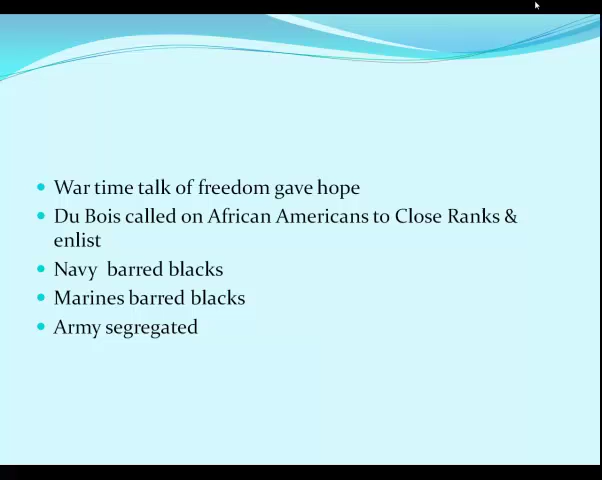 War time talk of freedom gave hope
Du Bois called on African Americans to Close Ranks &
enlist
Navy  barred blacks
Marines barred blacks
Army segregated